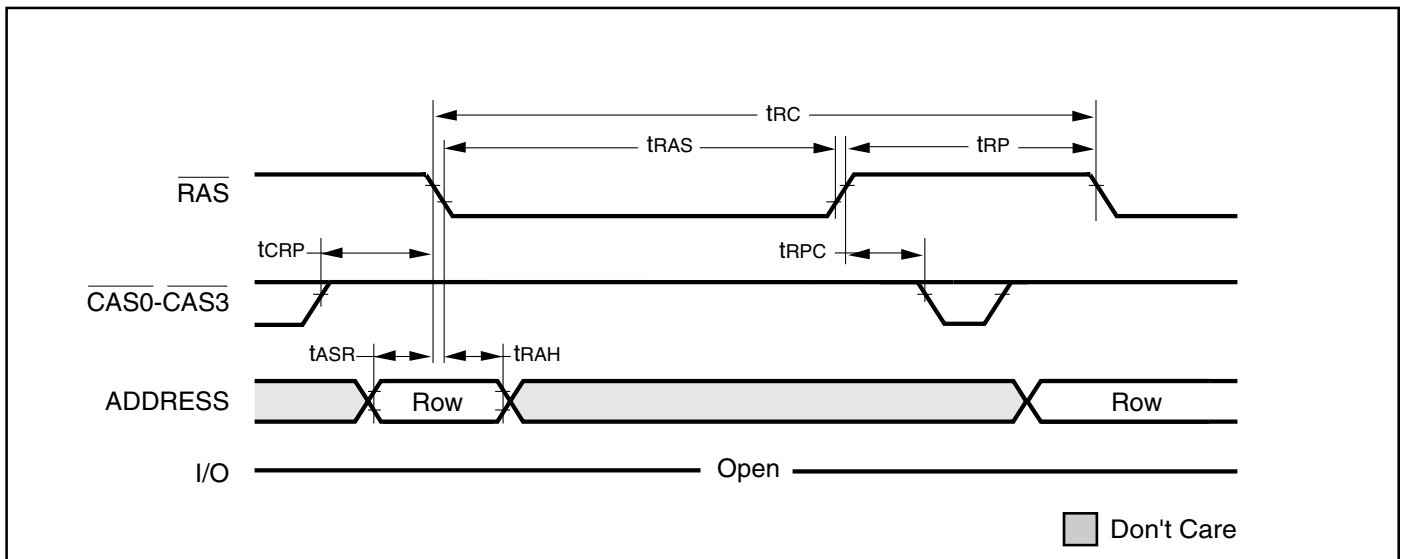 tRC
tRAS
tRP
RAS
tCRP
tRPC
CAS0-CAS3
tASR
tRAH
ADDRESS
Row
Row
I/O
Open
Don't Care